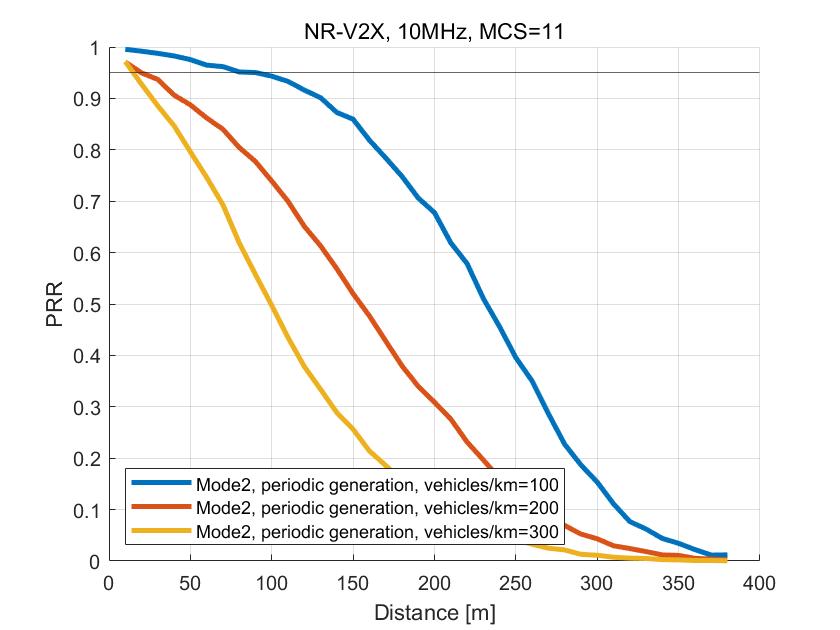 NR-V2X, 10MHz, MCS=11
1
0.9
0.8
0.7
0.6
0.5
0.4
0.3
0.2
0.1
0
PRR
Mode2, periodic generation, vehicles/km=100
Mode2, periodic generation, vehicles/km=200
Mode2, periodic generation, vehicles/km=300
0 50 100 150 200 250 300 350 400
Distance [m]